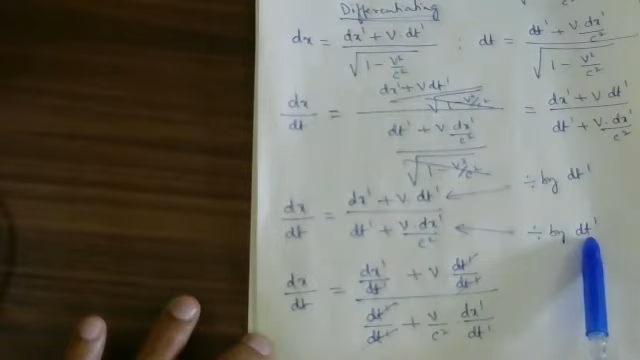 Differentiating
dx = (dx' + V·dt') / √(1 - V²/c²) : dt = (dt' + V·dx'/c²) / √(1 - V²/c²)
dx/dt = ((dx' + Vdt') / √(1 - V²/c²)) / ((dt' + V·dx'/c²) / √(1 - V²/c²)) = (dx' + Vdt') / (dt' + V·dx'/c²)
dx/dt = (dx' + V·dt') / (dt' + V·dx'/c²) ÷ by dt'
÷ by dt'
dx/dt = (dx'/dt' + V dt'/dt') / (dt'/dt' + V/c²·dx'/dt')